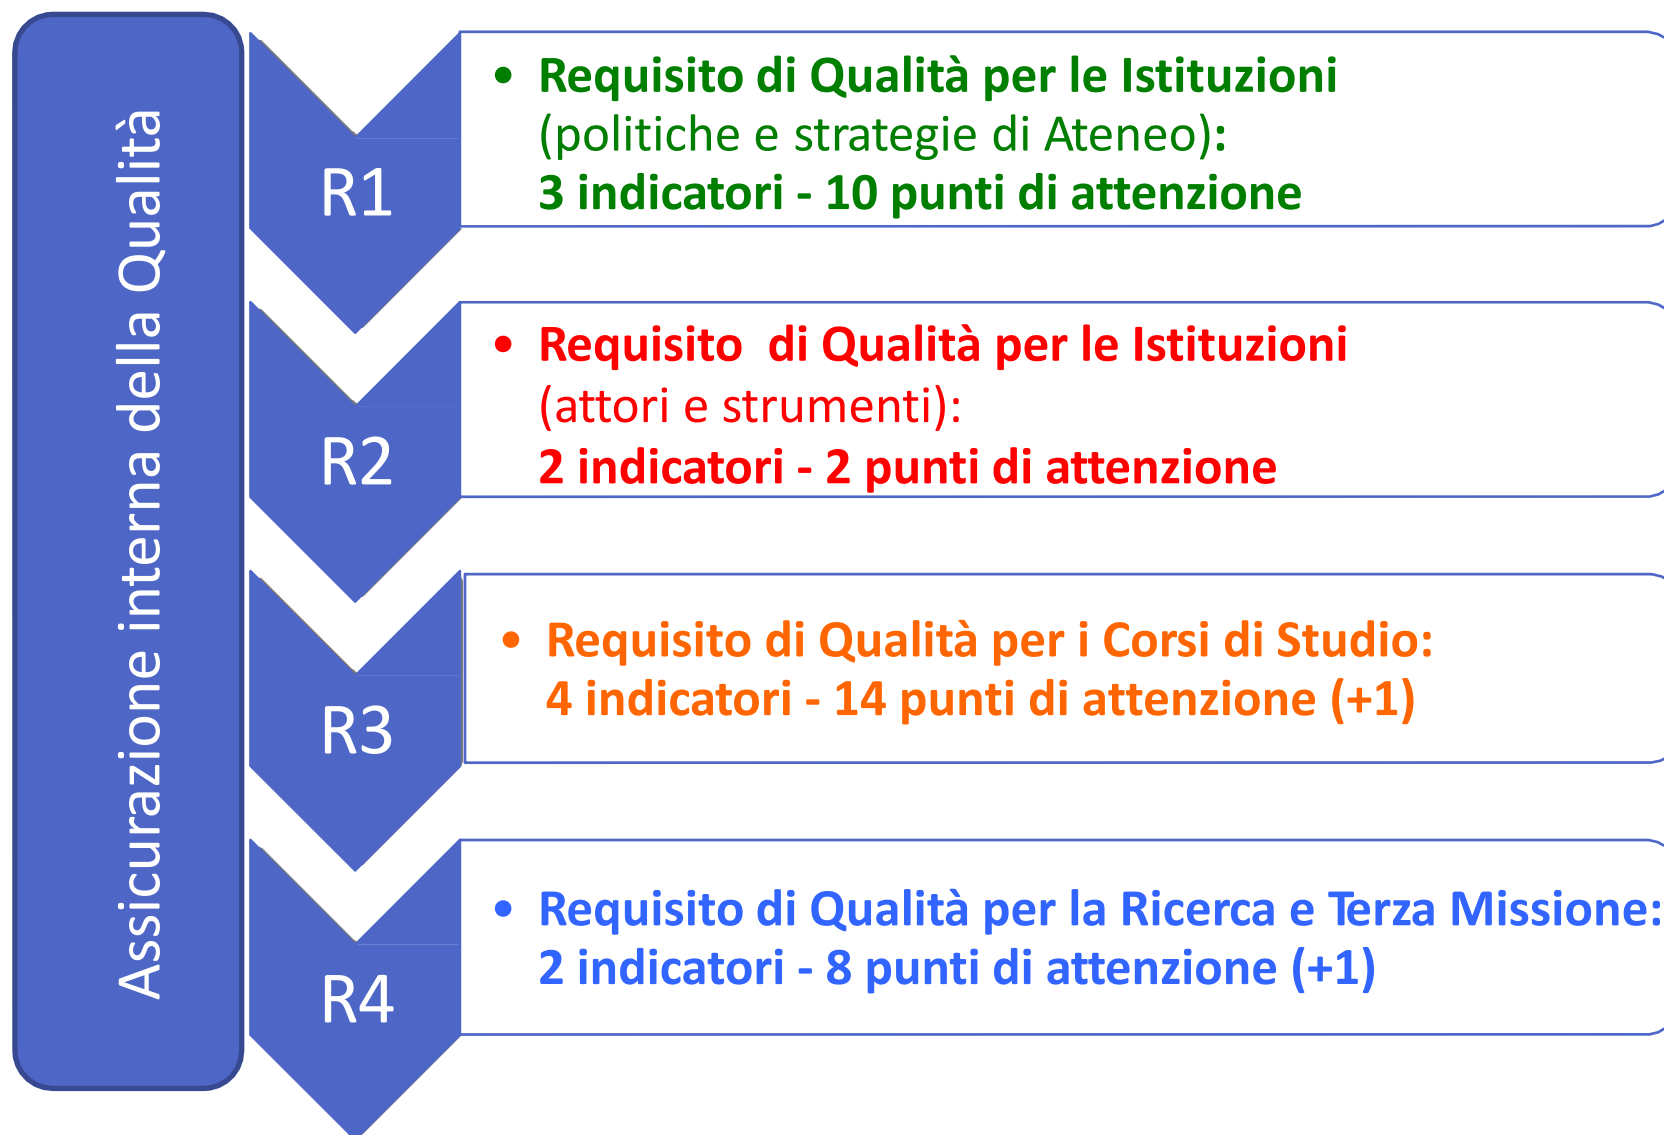 Assicurazione interna della Qualità
R1
• Requisito di Qualità per le Istituzioni
(politiche e strategie di Ateneo):
3 indicatori - 10 punti di attenzione
R2
• Requisito  di Qualità per le Istituzioni
(attori e strumenti):
2 indicatori - 2 punti di attenzione
R3
• Requisito di Qualità per i Corsi di Studio:
4 indicatori - 14 punti di attenzione (+1)
R4
• Requisito di Qualità per la Ricerca e Terza Missione:
2 indicatori - 8 punti di attenzione (+1)